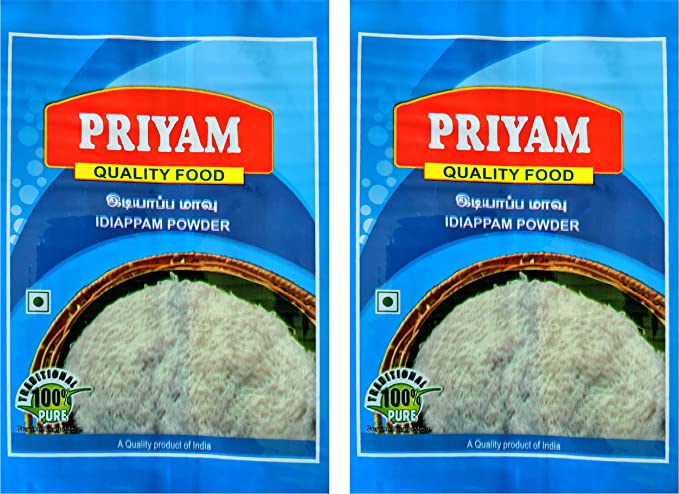 PRIYAM
QUALITY FOOD
இடியாப்ப மாவு
IDIAPPAM POWDER
TRADITIONAL
100%
PURE
A Quality product of India
PRIYAM
QUALITY FOOD
இடியாப்ப மாவு
IDIAPPAM POWDER
TRADITIONAL
100%
PURE
A Quality product of India